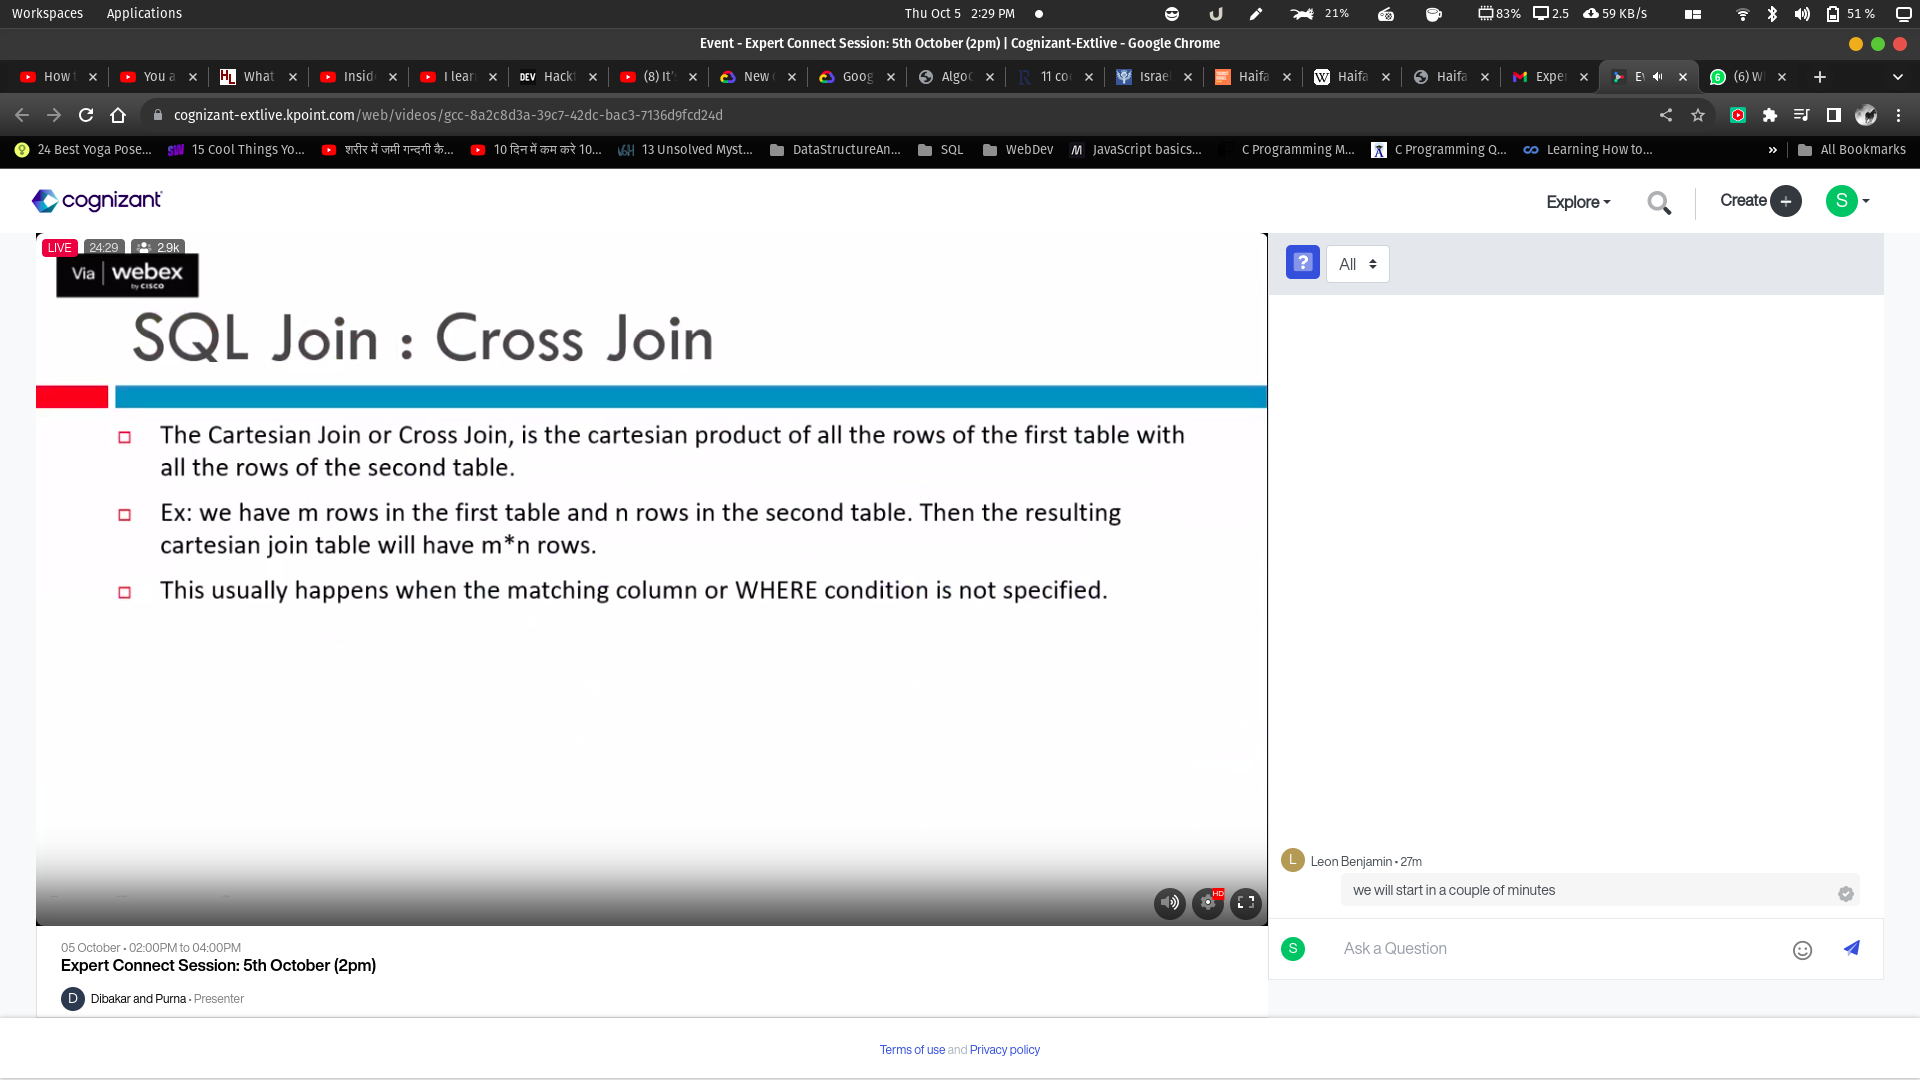 Workspaces Applications Thu Oct 5 2:29 PM 21% 83% 2.5 59 KB/s 51 %
Event - Expert Connect Session: 5th October (2pm) | Cognizant-Extlive - Google Chrome
How You a What Insid I lear DEV Hackt (8) It's New Goog AlgoC 11 co Israe Haifa Haifa Haifa Exper (6) W
cognizant-extlive.kpoint.com/web/videos/gcc-8a2c8d3a-39c7-42dc-bac3-7136d9fcd24d
24 Best Yoga Pose... 15 Cool Things Yo... शरीर में जमी गन्दगी कै... 10 दिन में कम करे 10... 13 Unsolved Myst... DataStructureAn... SQL WebDev JavaScript basics... C Programming M... C Programming Q... Learning How to... » All Bookmarks
cognizant Explore Create S
LIVE 24:29 2.9k
Via webex
by CISCO
? All
SQL Join : Cross Join
The Cartesian Join or Cross Join, is the cartesian product of all the rows of the first table with
all the rows of the second table.
Ex: we have m rows in the first table and n rows in the second table. Then the resulting
cartesian join table will have m*n rows.
This usually happens when the matching column or WHERE condition is not specified.
HD
L Leon Benjamin • 27m
we will start in a couple of minutes
S Ask a Question
05 October • 02:00PM to 04:00PM
Expert Connect Session: 5th October (2pm)
D Dibakar and Purna • Presenter
Terms of use and Privacy policy